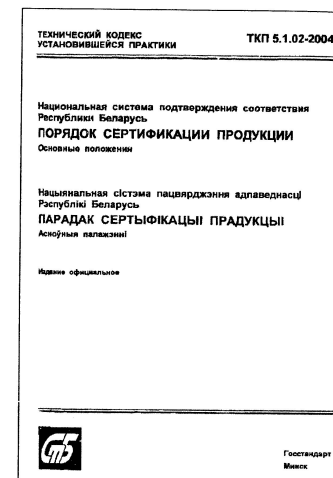 ТЕХНИЧЕСКИЙ КОДЕКС
УСТАНОВИВШЕЙСЯ ПРАКТИКИ
ТКП 5.1.02-2004
Национальная система подтверждения соответствия
Республики Беларусь
ПОРЯДОК СЕРТИФИКАЦИИ ПРОДУКЦИИ
Основные положения
Нацыянальная сістэма пацвярджэння адпаведнасці
Рэспублікі Беларусь
ПАРАДАК СЕРТЫФІКАЦЫІ ПРАДУКЦЫІ
Асноўныя палажэнні
Издание официальное
СТБ
Госстандарт
Минск